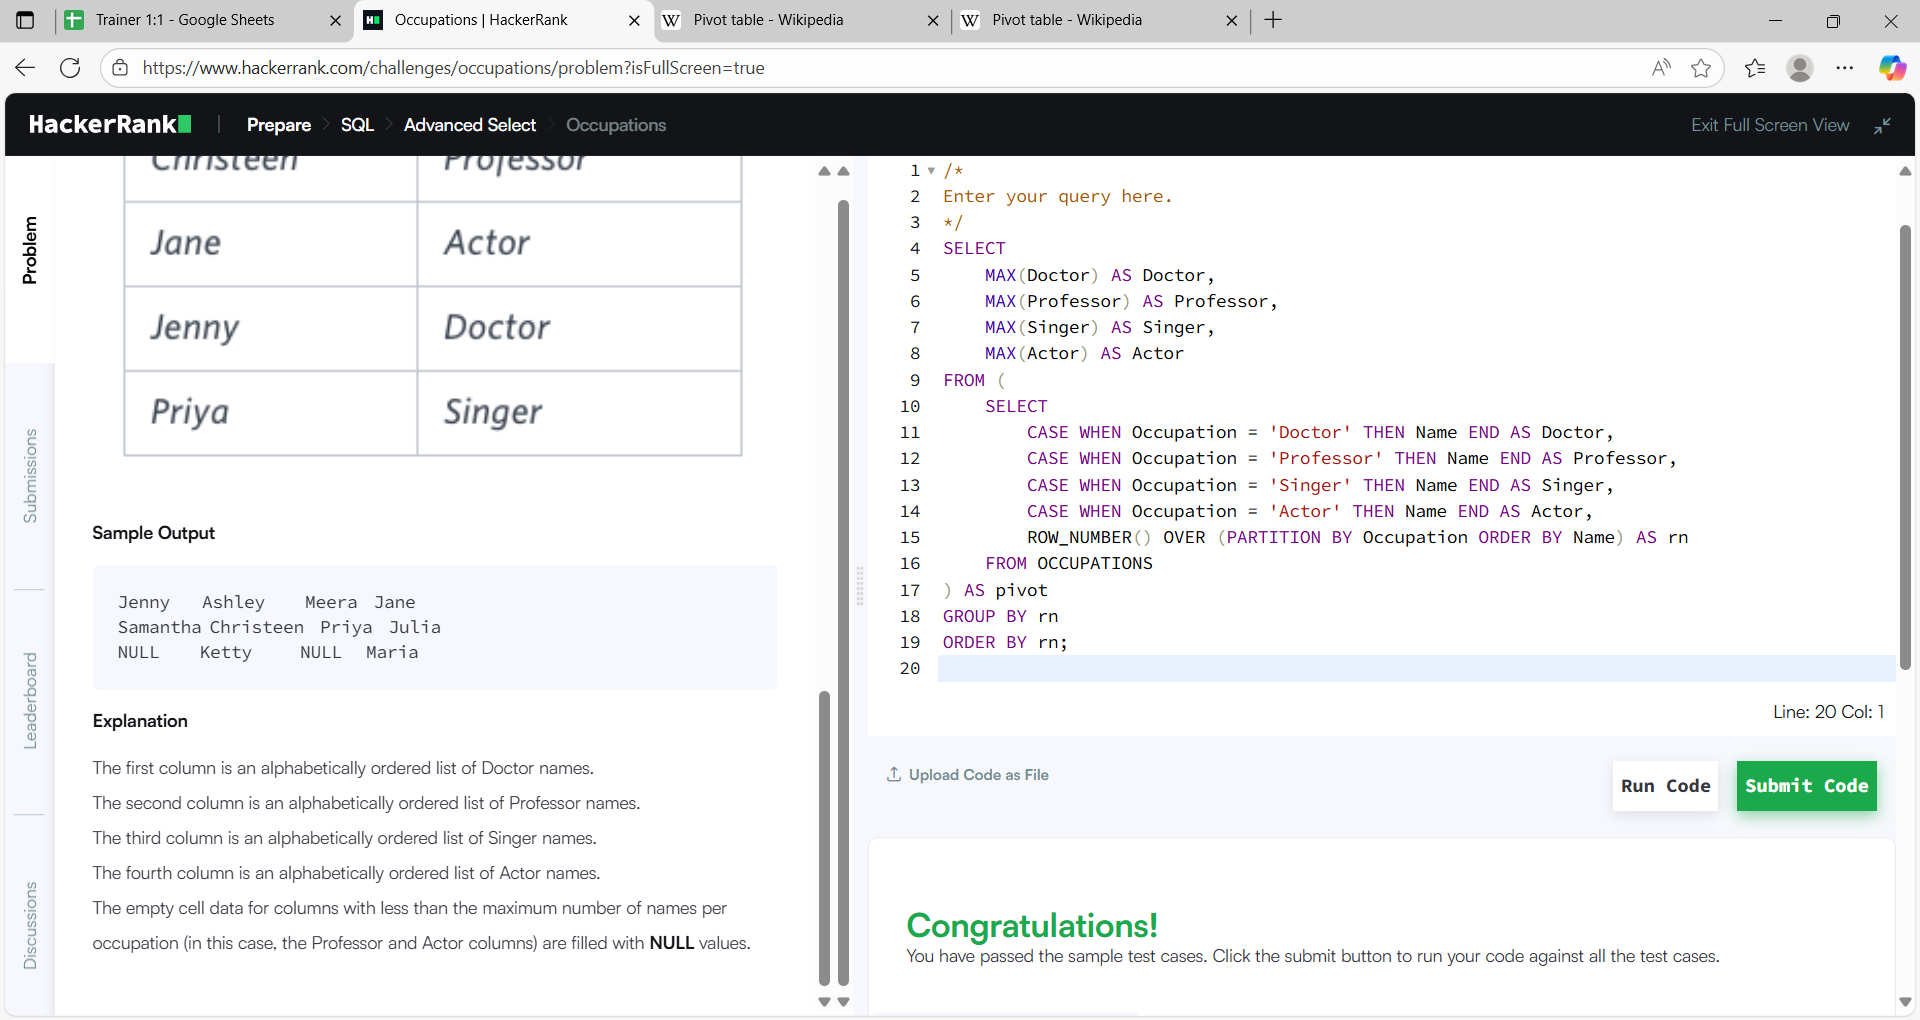 Trainer 1:1 - Google Sheets
Occupations | HackerRank
Pivot table - Wikipedia
Pivot table - Wikipedia
https://www.hackerrank.com/challenges/occupations/problem?isFullScreen=true
HackerRank
Prepare
SQL
Advanced Select
Occupations
Exit Full Screen View
Problem
Submissions
Leaderboard
Discussions
Christeen Professor
Jane Actor
Jenny Doctor
Priya Singer
Sample Output
Jenny Ashley Meera Jane
Samantha Christeen Priya Julia
NULL Ketty NULL Maria
Explanation
The first column is an alphabetically ordered list of Doctor names.
The second column is an alphabetically ordered list of Professor names.
The third column is an alphabetically ordered list of Singer names.
The fourth column is an alphabetically ordered list of Actor names.
The empty cell data for columns with less than the maximum number of names per
occupation (in this case, the Professor and Actor columns) are filled with NULL values.
1 /*
2 Enter your query here.
3 */
4 SELECT
5     MAX(Doctor) AS Doctor,
6     MAX(Professor) AS Professor,
7     MAX(Singer) AS Singer,
8     MAX(Actor) AS Actor
9 FROM (
10     SELECT
11         CASE WHEN Occupation = 'Doctor' THEN Name END AS Doctor,
12         CASE WHEN Occupation = 'Professor' THEN Name END AS Professor,
13         CASE WHEN Occupation = 'Singer' THEN Name END AS Singer,
14         CASE WHEN Occupation = 'Actor' THEN Name END AS Actor,
15         ROW_NUMBER() OVER (PARTITION BY Occupation ORDER BY Name) AS rn
16     FROM OCCUPATIONS
17 ) AS pivot
18 GROUP BY rn
19 ORDER BY rn;
20
Line: 20 Col: 1
Upload Code as File
Run Code
Submit Code
Congratulations!
You have passed the sample test cases. Click the submit button to run your code against all the test cases.